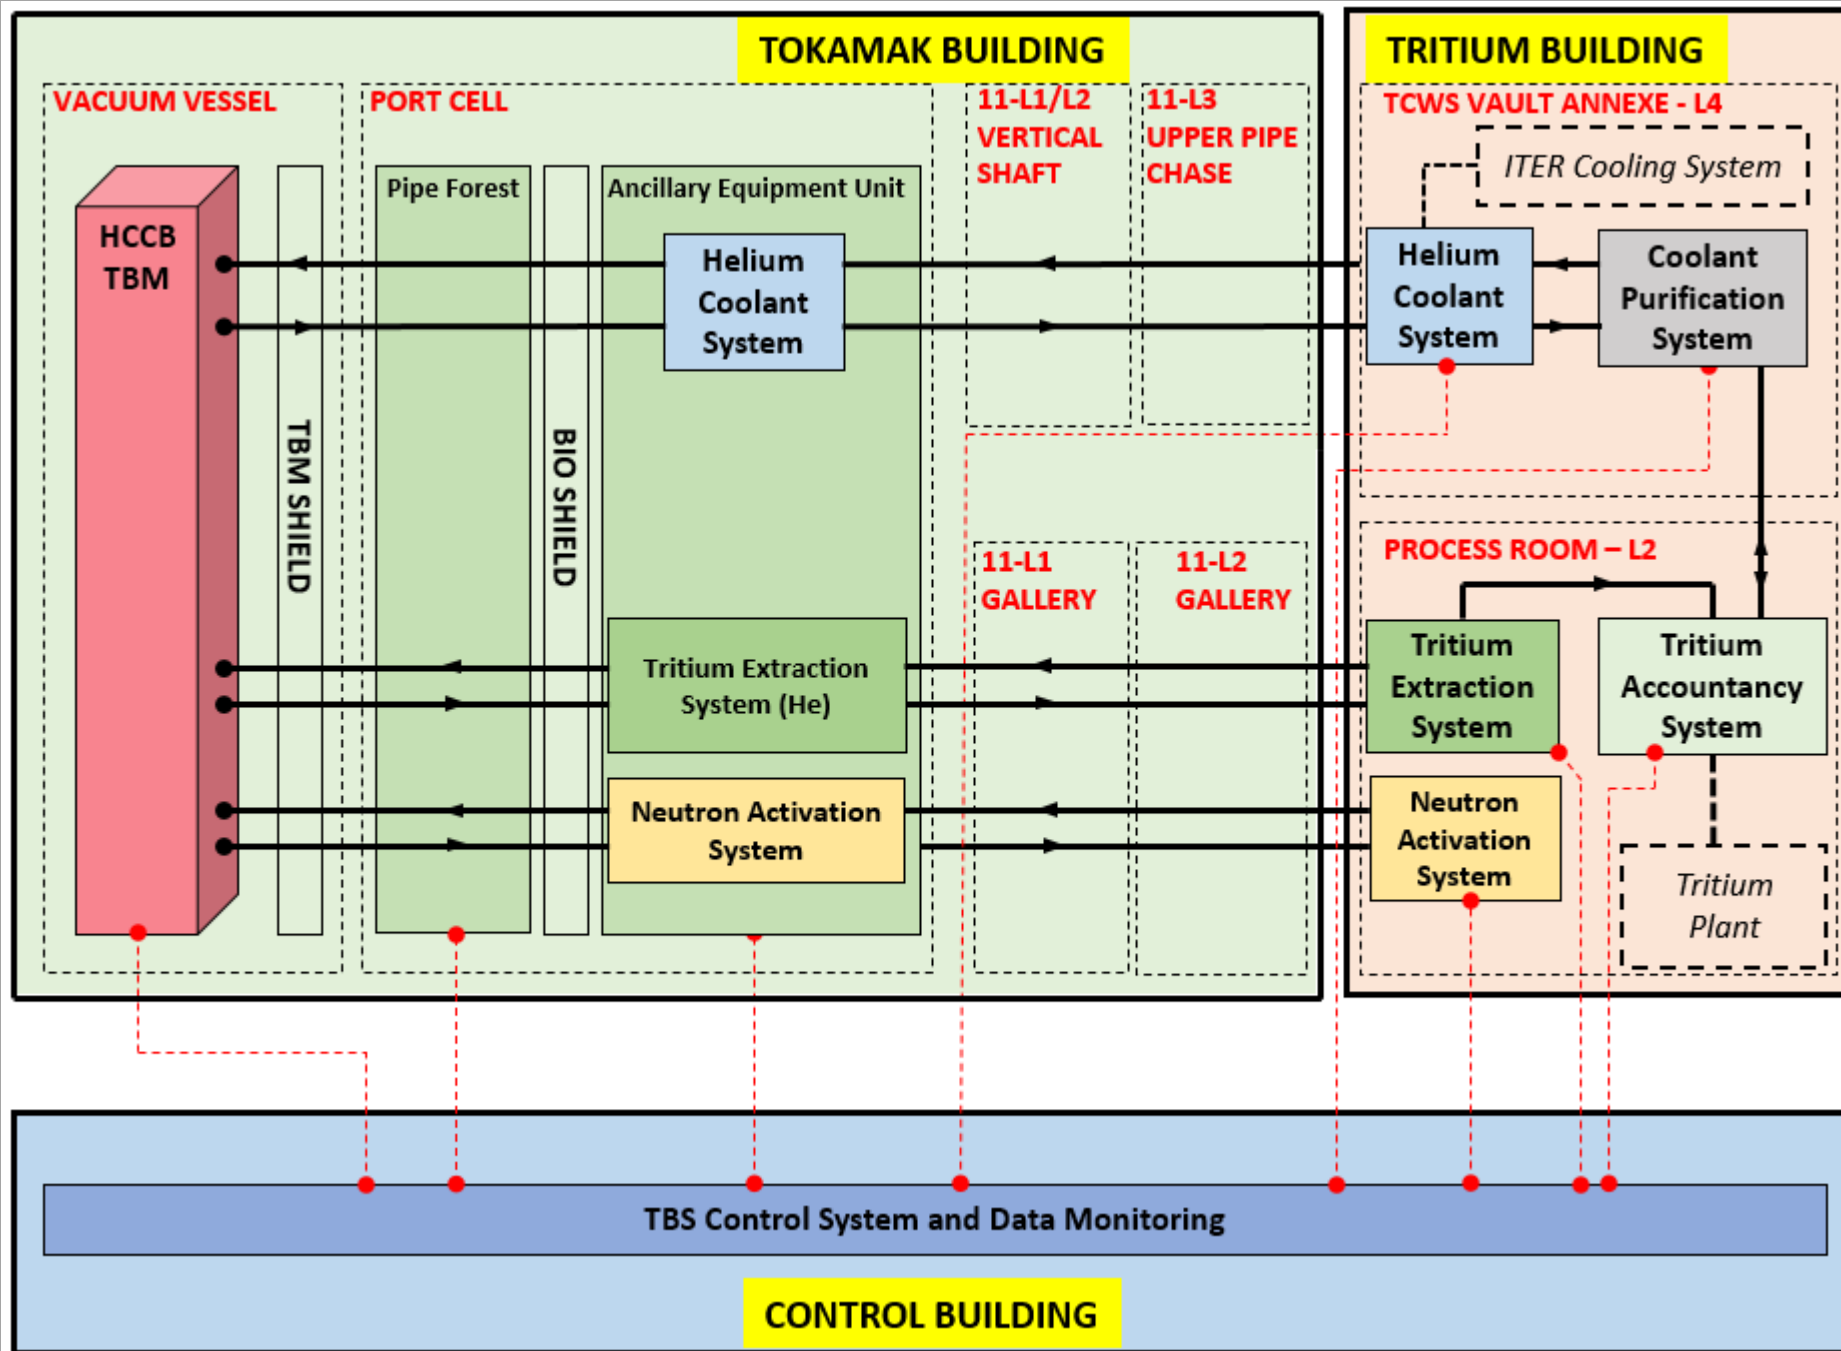 TOKAMAK BUILDING
TRITIUM BUILDING
VACUUM VESSEL
PORT CELL
11-L1/L2
VERTICAL
SHAFT
11-L3
UPPER PIPE
CHASE
TCWS VAULT ANNEXE - L4
ITER Cooling System
HCCB
TBM
TBM SHIELD
Pipe Forest
BIO SHIELD
Ancillary Equipment Unit
Helium
Coolant
System
Helium
Coolant
System
Coolant
Purification
System
11-L1
GALLERY
11-L2
GALLERY
PROCESS ROOM – L2
Tritium Extraction
System (He)
Tritium
Extraction
System
Tritium
Accountancy
System
Neutron Activation
System
Neutron
Activation
System
Tritium
Plant
TBS Control System and Data Monitoring
CONTROL BUILDING